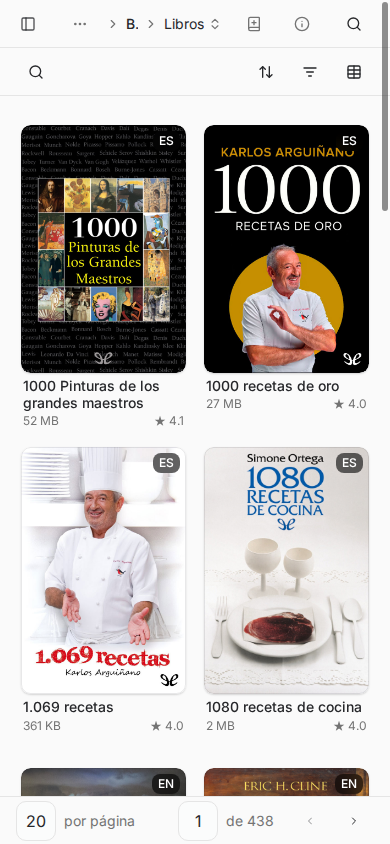 B. Libros
ES
1000
Pinturas de
los Grandes
Maestros
1000 Pinturas de los
grandes maestros
52 MB ★ 4.1
ES
KARLOS ARGUIÑANO
1000
RECETAS DE ORO
1000 recetas de oro
27 MB ★ 4.0
ES
1.069 recetas
Karlos Arguiñano
1.069 recetas
361 KB ★ 4.0
ES
Simone Ortega
1080
RECETAS
DE COCINA
1080 recetas de cocina
2 MB ★ 4.0
EN
EN
ERIC H. CLINE
20 por página 1 de 438